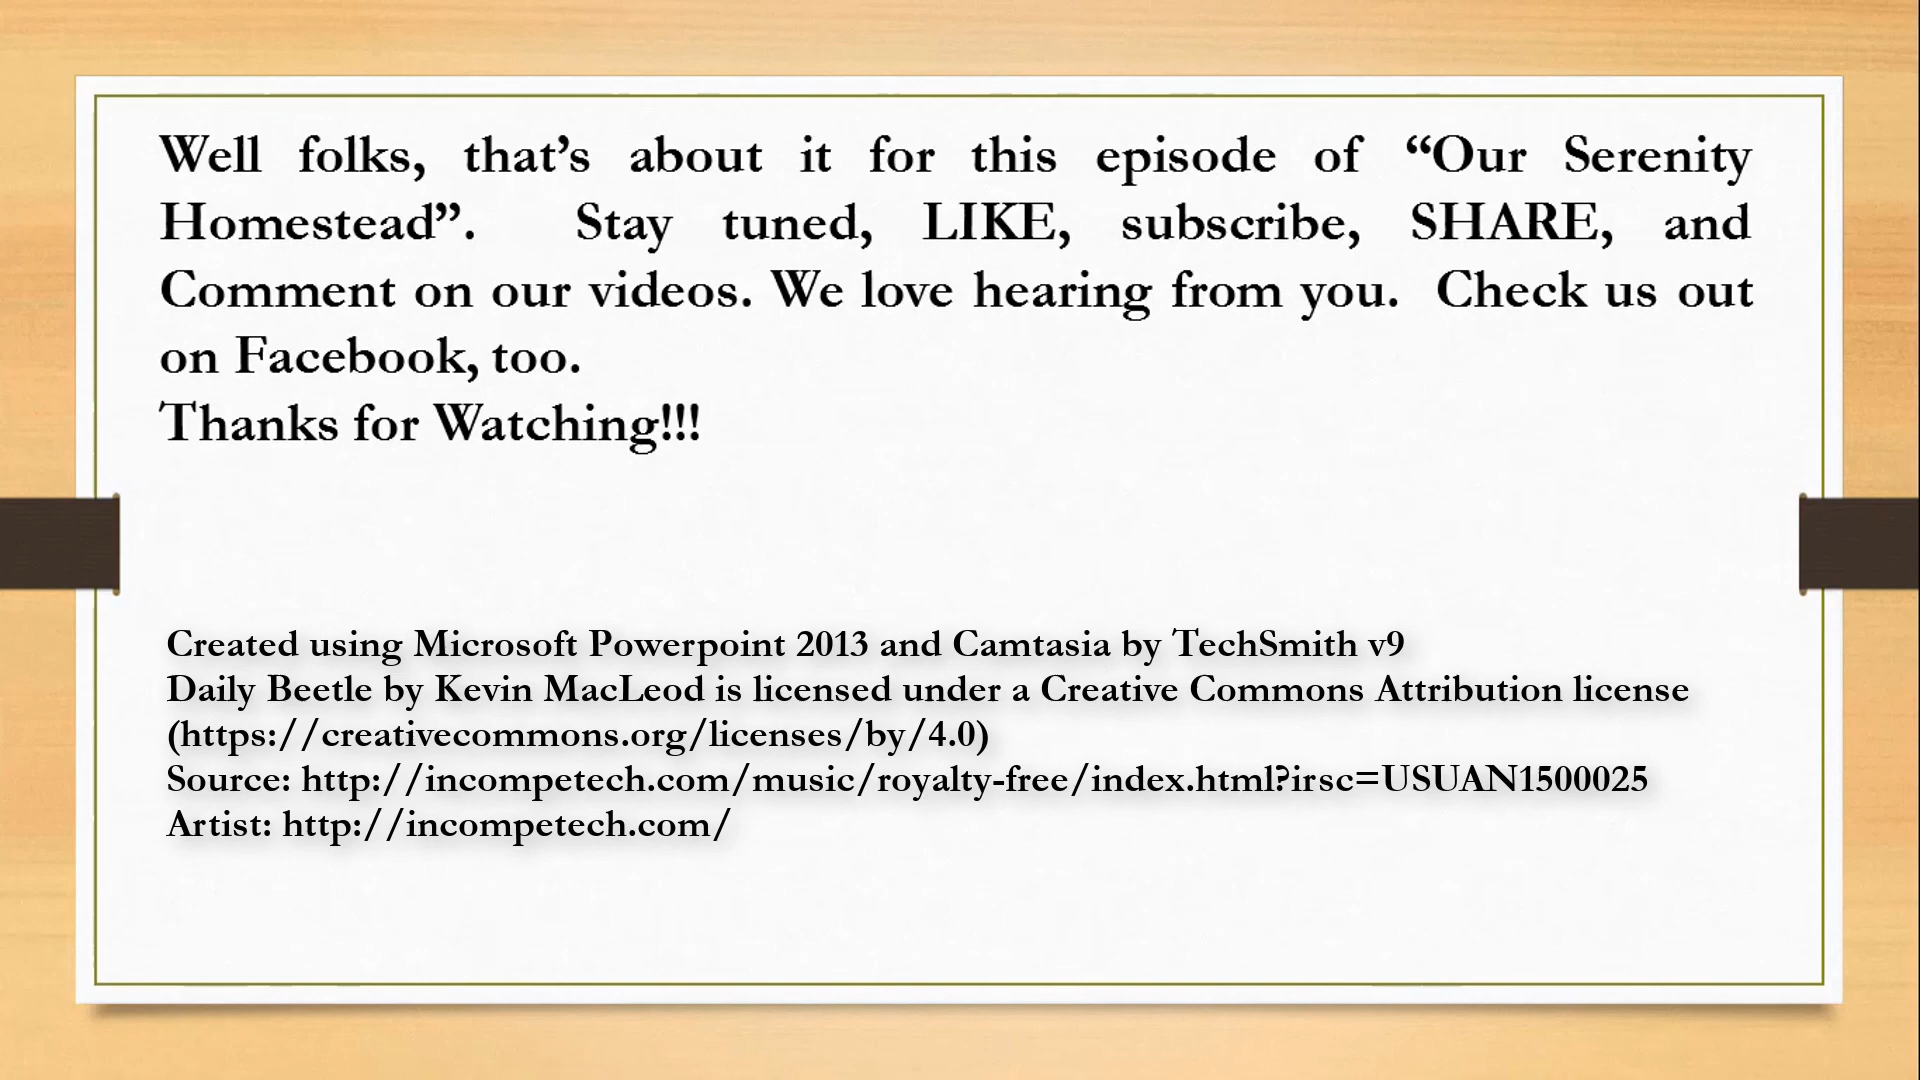 Well folks, that’s about it for this episode of “Our Serenity
Homestead”.  Stay tuned, LIKE, subscribe, SHARE, and
Comment on our videos. We love hearing from you.  Check us out
on Facebook, too.
Thanks for Watching!!!
Created using Microsoft Powerpoint 2013 and Camtasia by TechSmith v9
Daily Beetle by Kevin MacLeod is licensed under a Creative Commons Attribution license
(https://creativecommons.org/licenses/by/4.0)
Source: http://incompetech.com/music/royalty-free/index.html?irsc=USUAN1500025
Artist: http://incompetech.com/